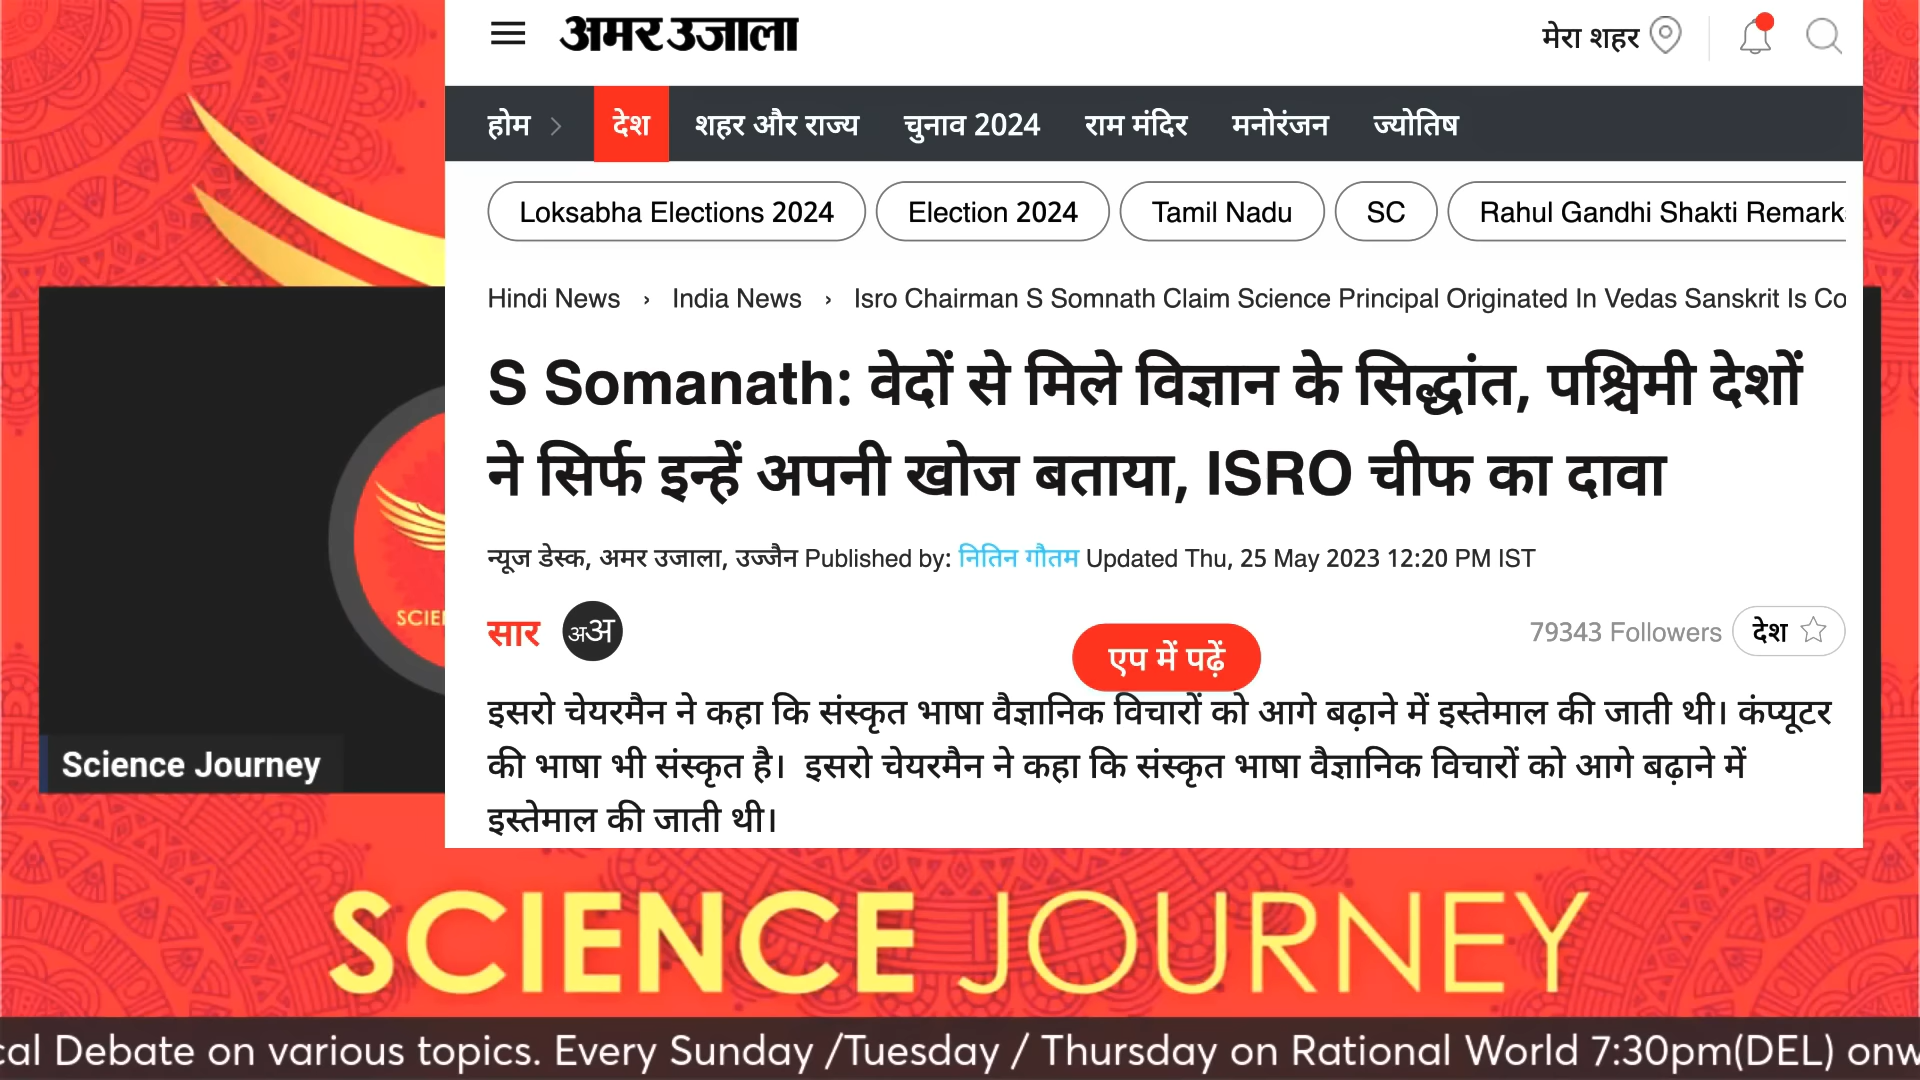 अमर उजाला
मेरा शहर
होम
देश
शहर और राज्य
चुनाव 2024
राम मंदिर
मनोरंजन
ज्योतिष
Loksabha Elections 2024
Election 2024
Tamil Nadu
SC
Rahul Gandhi Shakti Remark
Hindi News › India News › Isro Chairman S Somnath Claim Science Principal Originated In Vedas Sanskrit Is Co
S Somanath: वेदों से मिले विज्ञान के सिद्धांत, पश्चिमी देशों
ने सिर्फ इन्हें अपनी खोज बताया, ISRO चीफ का दावा
न्यूज डेस्क, अमर उजाला, उज्जैन Published by: नितिन गौतम Updated Thu, 25 May 2023 12:20 PM IST
सार
अअ
79343 Followers
देश
एप में पढ़ें
इसरो चेयरमैन ने कहा कि संस्कृत भाषा वैज्ञानिक विचारों को आगे बढ़ाने में इस्तेमाल की जाती थी। कंप्यूटर
की भाषा भी संस्कृत है। इसरो चेयरमैन ने कहा कि संस्कृत भाषा वैज्ञानिक विचारों को आगे बढ़ाने में
इस्तेमाल की जाती थी।
SCIE
Science Journey
SCIENCE JOURNEY
cal Debate on various topics. Every Sunday /Tuesday / Thursday on Rational World 7:30pm(DEL) onw